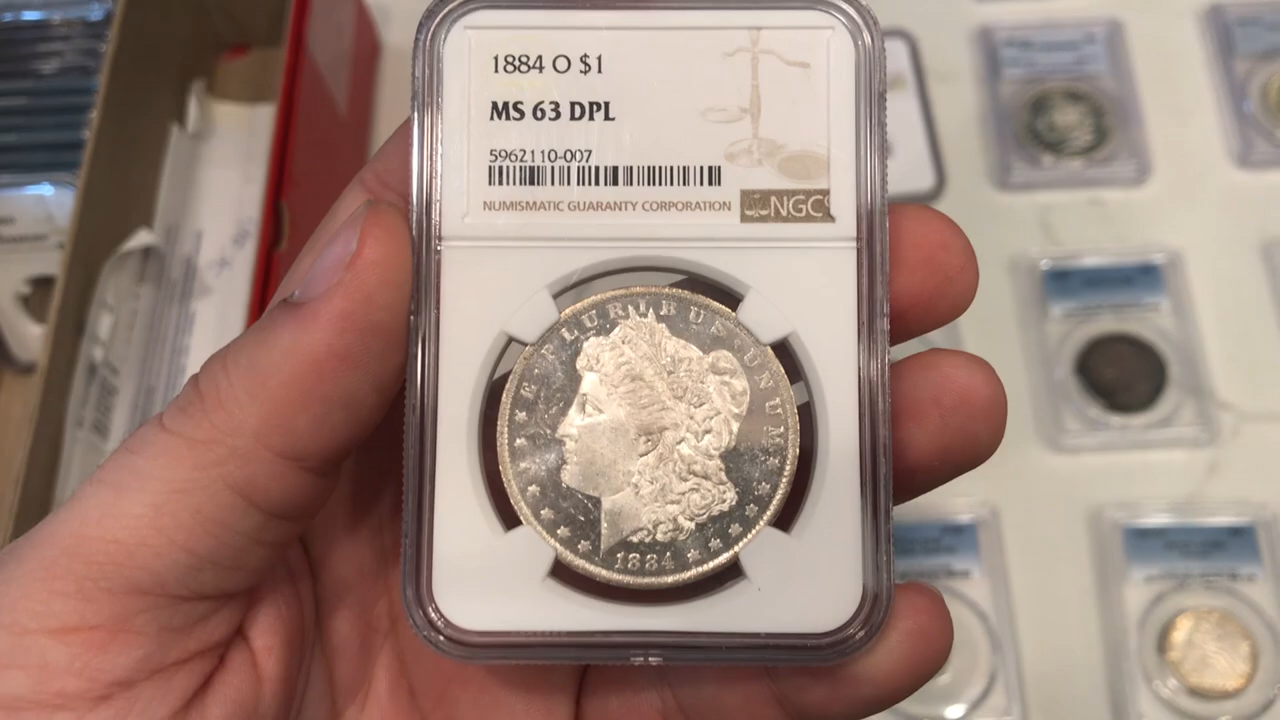 1884 O $1
MS 63 DPL
5962110-007
NUMISMATIC GUARANTY CORPORATION
NGC
E PLURIBUS UNUM
1884